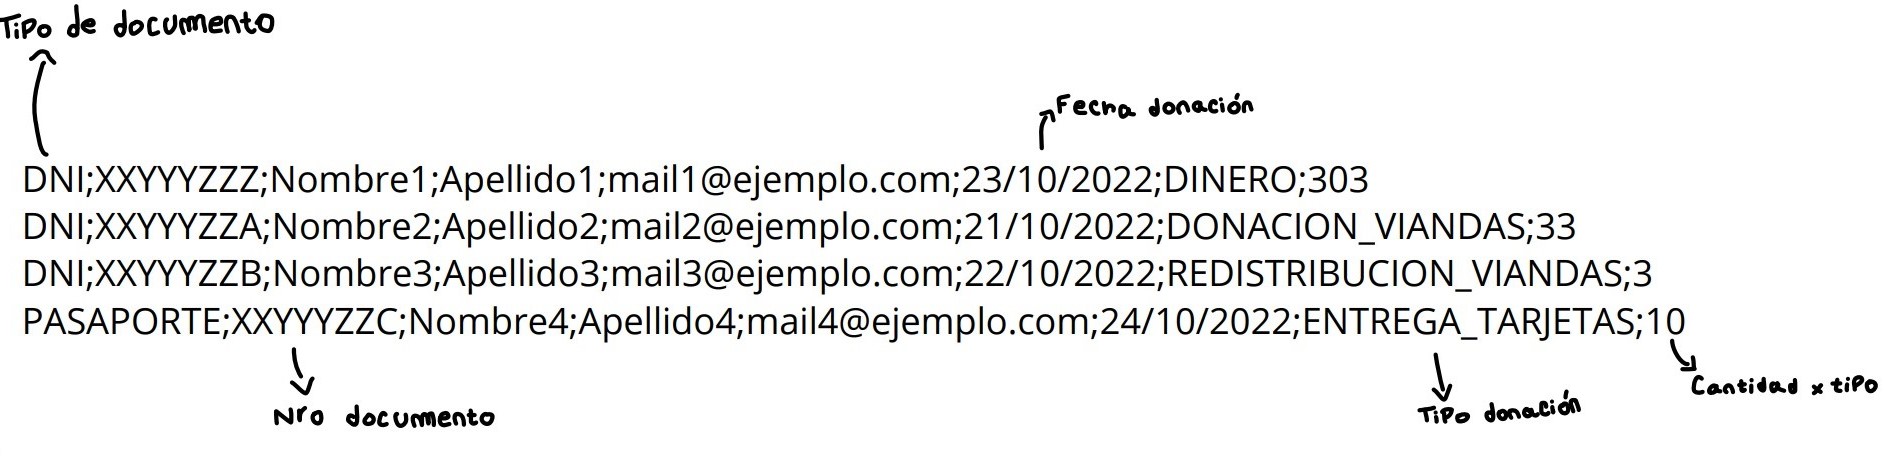 Tipo de documento
Fecha donación
DNI;XXYYYZZZ;Nombre1;Apellido1;mail1@ejemplo.com;23/10/2022;DINERO;303
DNI;XXYYYZZA;Nombre2;Apellido2;mail2@ejemplo.com;21/10/2022;DONACION_VIANDAS;33
DNI;XXYYYZZB;Nombre3;Apellido3;mail3@ejemplo.com;22/10/2022;REDISTRIBUCION_VIANDAS;3
PASAPORTE;XXYYYZZC;Nombre4;Apellido4;mail4@ejemplo.com;24/10/2022;ENTREGA_TARJETAS;10
Nro documento
Tipo donación
Cantidad x tipo